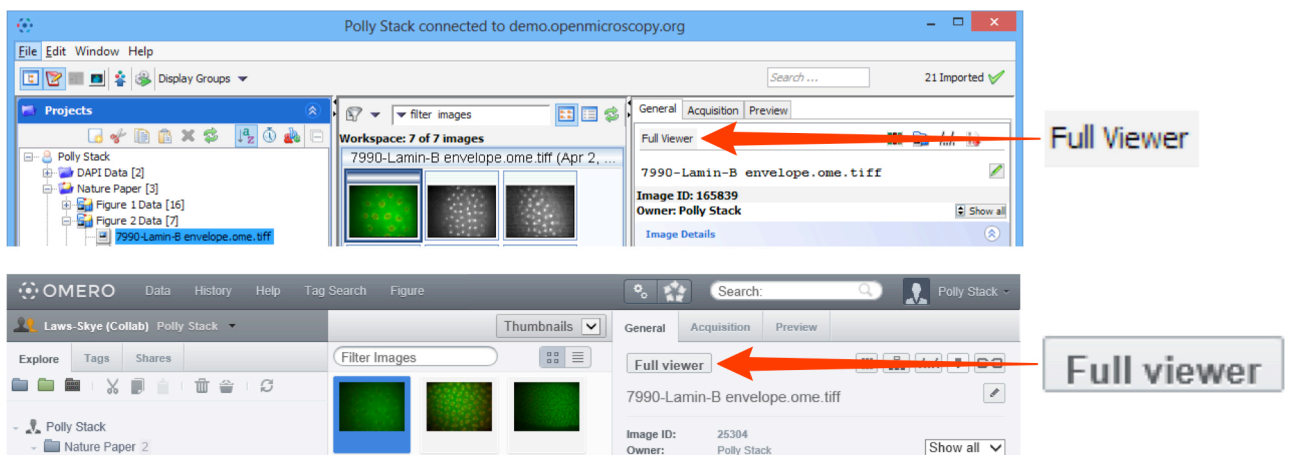 Polly Stack connected to demo.openmicroscopy.org
File Edit Window Help
Display Groups
Search ...
21 Imported
Projects
filter images
Workspace: 7 of 7 images
7990-Lamin-B envelope.ome.tiff (Apr 2, ...
Polly Stack
DAPI Data [2]
Nature Paper [3]
Figure 1 Data [16]
Figure 2 Data [7]
7990-Lamin-B envelope.ome.tiff
General Acquisition Preview
Full Viewer
Full Viewer
7990-Lamin-B envelope.ome.tiff
Image ID: 165839
Owner: Polly Stack
Show all
Image Details
OMERO Data History Help Tag Search Figure
Search:
Polly Stack
Laws-Skye (Collab) Polly Stack
Thumbnails
General Acquisition Preview
Explore Tags Shares
Filter Images
Full viewer
Full viewer
7990-Lamin-B envelope.ome.tiff
Polly Stack
Nature Paper 2
Image ID: 25304
Owner: Polly Stack
Show all